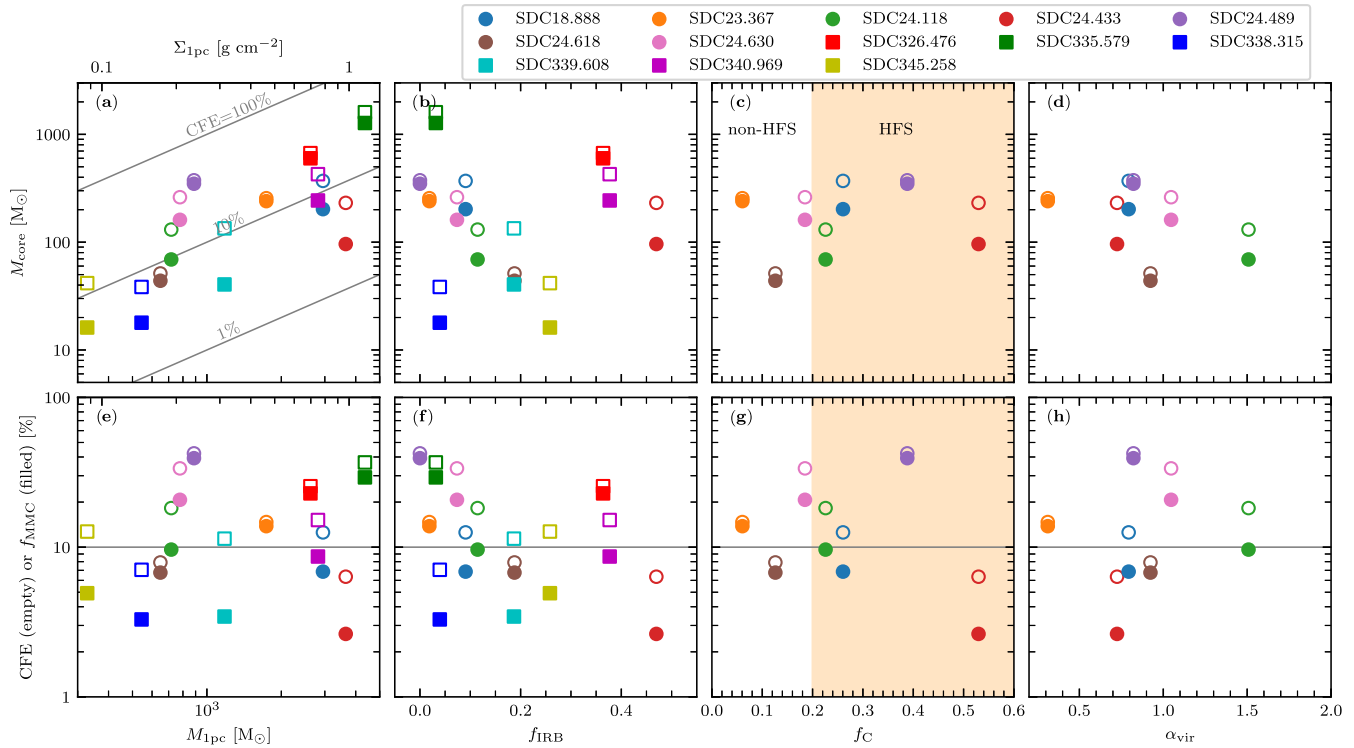 SDC18.888 SDC23.367 SDC24.118 SDC24.433 SDC24.489
SDC24.618 SDC24.630 SDC326.476 SDC335.579 SDC338.315
SDC339.608 SDC340.969 SDC345.258
Σ1pc [g cm−2]
0.1 1
(a) (b) (c) (d)
CFE=100%
10%
1%
non-HFS HFS
1000
100
10
Mcore [M⊙]
(e) (f) (g) (h)
100
10
1
CFE (empty) or fMMC (filled) [%]
10³
0.0 0.2 0.4
0.0 0.1 0.2 0.3 0.4 0.5 0.6
0.5 1.0 1.5 2.0
M1pc [M⊙] fIRB fC αvir